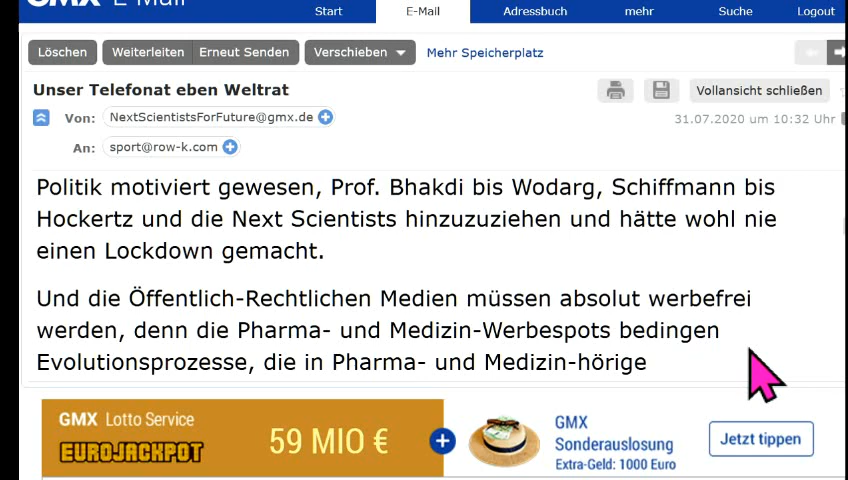 GMX E-Mail
Start E-Mail Adressbuch mehr Suche Logout
Löschen Weiterleiten Erneut Senden Verschieben Mehr Speicherplatz
Unser Telefonat eben Weltrat
Vollansicht schließen
Von: NextScientistsForFuture@gmx.de
31.07.2020 um 10:32 Uhr
An: sport@row-k.com
Politik motiviert gewesen, Prof. Bhakdi bis Wodarg, Schiffmann bis
Hockertz und die Next Scientists hinzuzuziehen und hätte wohl nie
einen Lockdown gemacht.
Und die Öffentlich-Rechtlichen Medien müssen absolut werbefrei
werden, denn die Pharma- und Medizin-Werbespots bedingen
Evolutionsprozesse, die in Pharma- und Medizin-hörige
GMX Lotto Service
EUROJACKPOT
59 MIO €
GMX
Sonderauslosung
Extra-Geld: 1000 Euro
Jetzt tippen